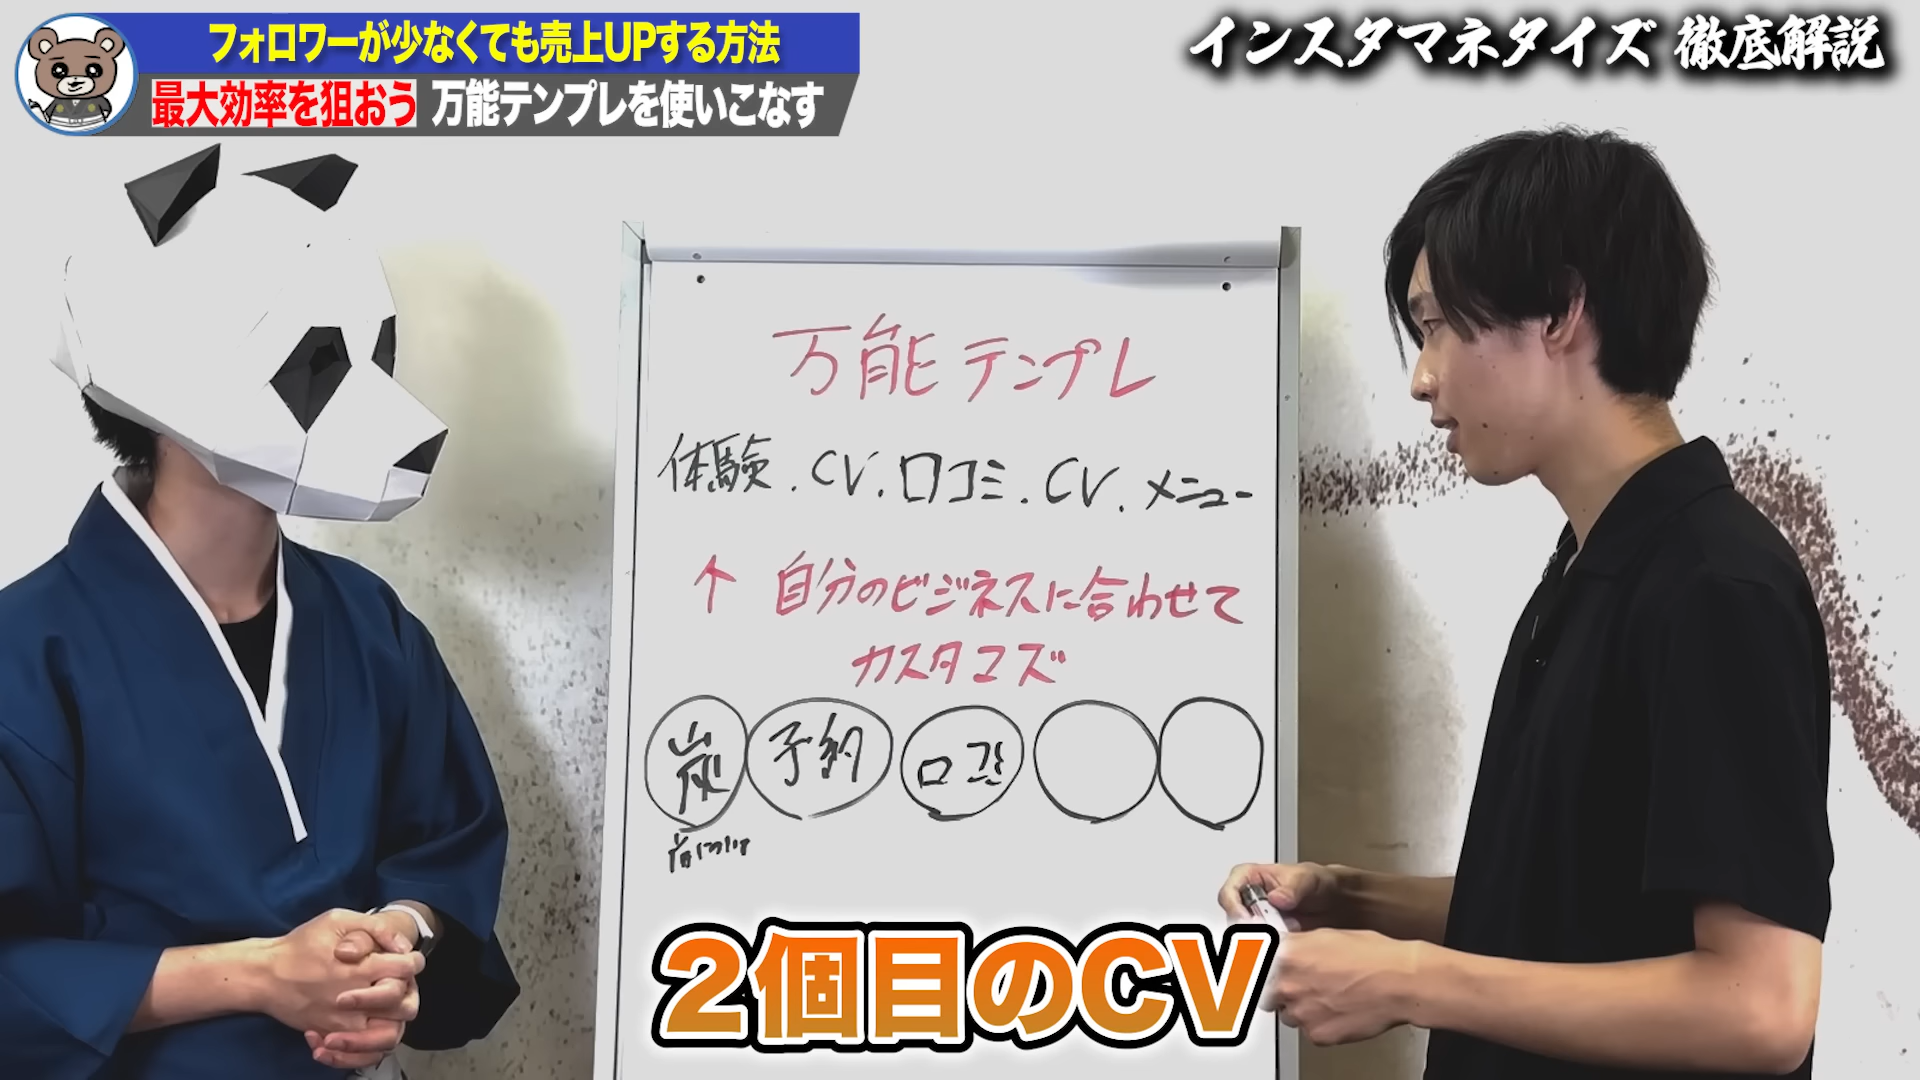 フォロワーが少なくても売上UPする方法
最大効率を狙おう 万能テンプレを使いこなす
インスタマネタイズ 徹底解説
万能テンプレ
体験.CV.口コミ.CV.メニュー
↑ 自分のビジネスに合わせて
カスタマズ
炭 予約 口コミ
2個目のCV